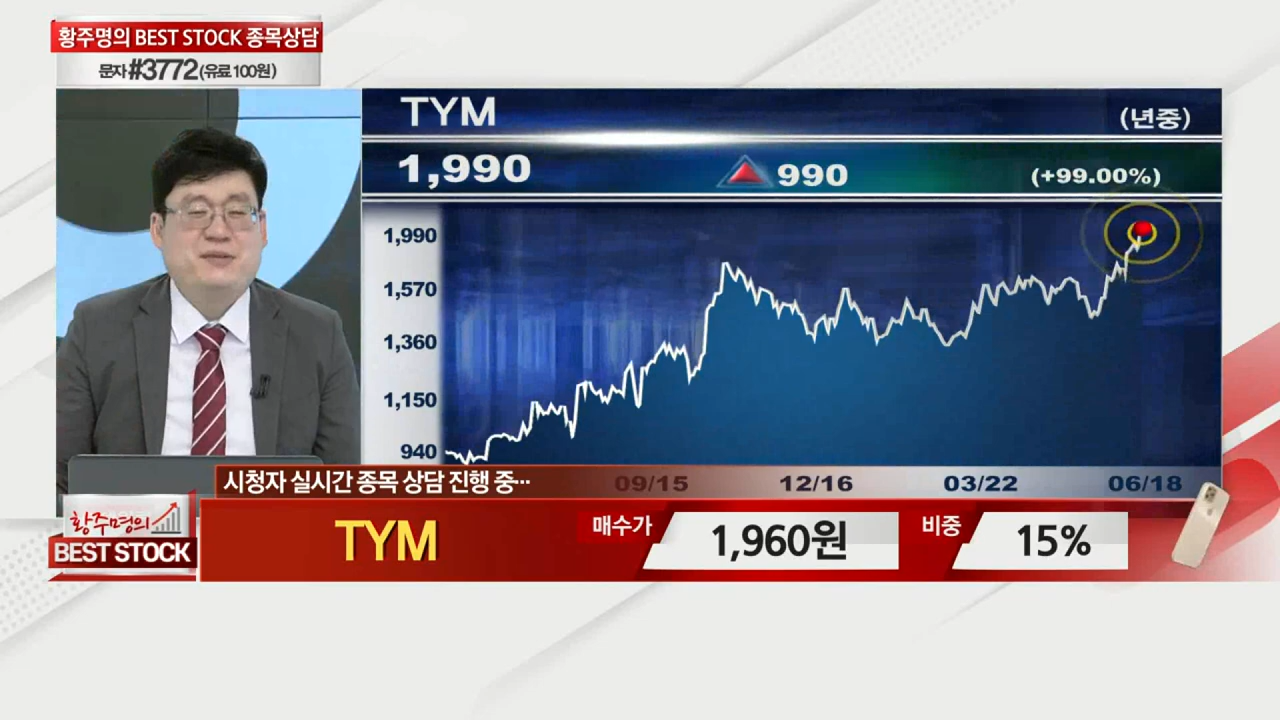 황주명의 BEST STOCK 종목상담
문자 #3772 (유료 100원)
TYM
(년중)
1,990 990 (+99.00%)
1,990
1,570
1,360
1,150
940
09/15 12/16 03/22 06/18
시청자 실시간 종목 상담 진행 중…
황주명의
BEST STOCK
TYM 매수가 1,960원 비중 15%